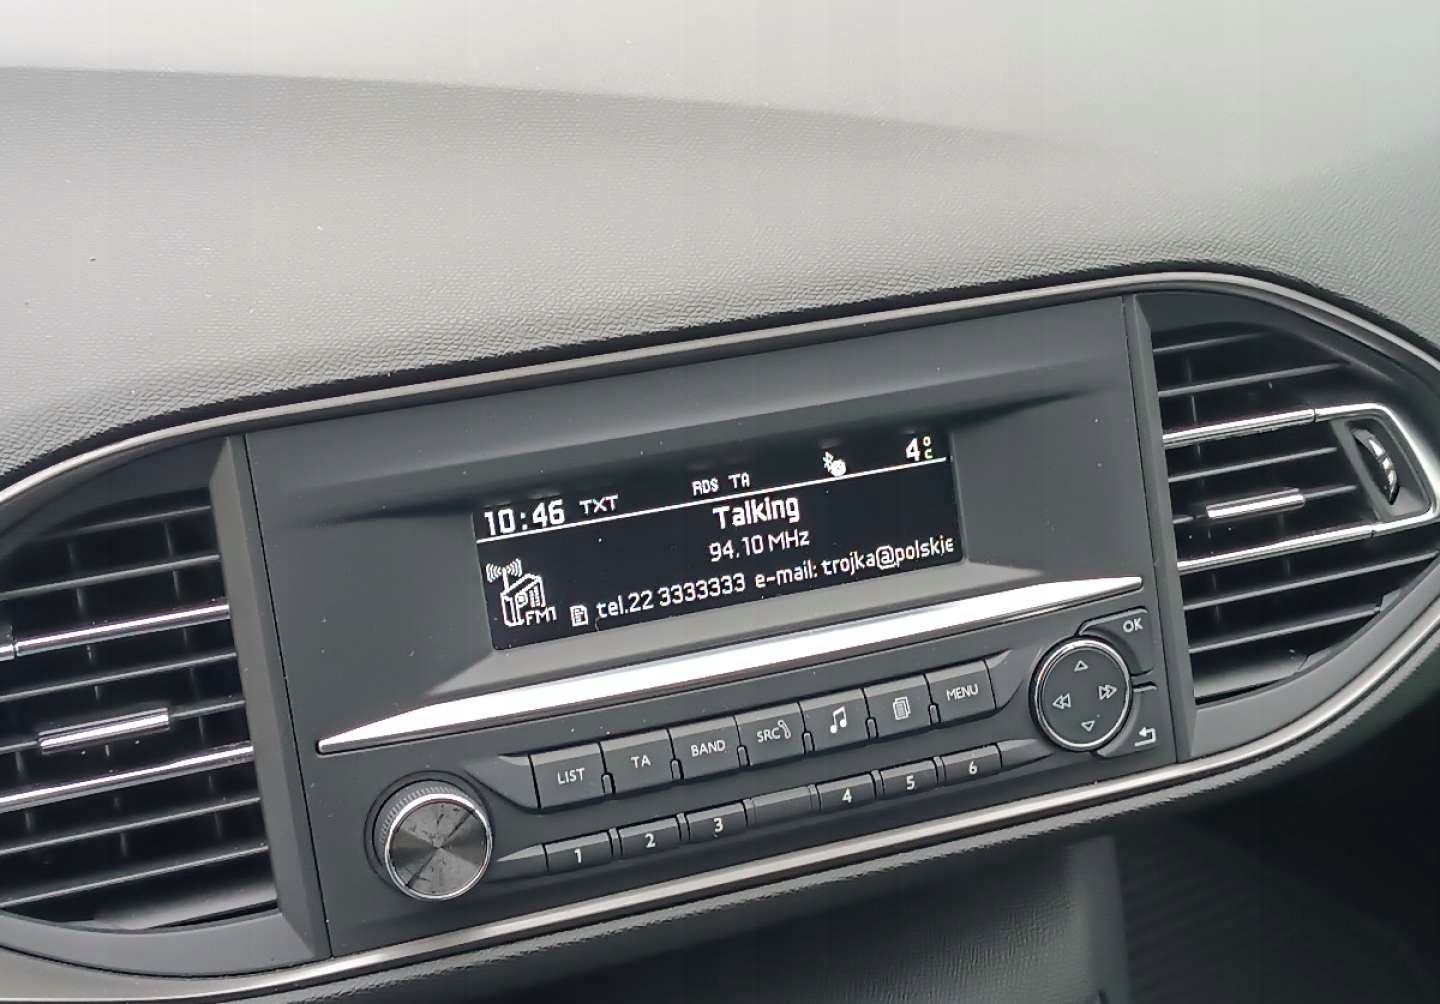 10:46 TXT RDS TA 4°C
Talking
94.10 MHz
FM1 tel.22 3333333 e-mail: trojka@polskie
OK
LIST TA BAND SRC MENU
1 2 3 4 5 6